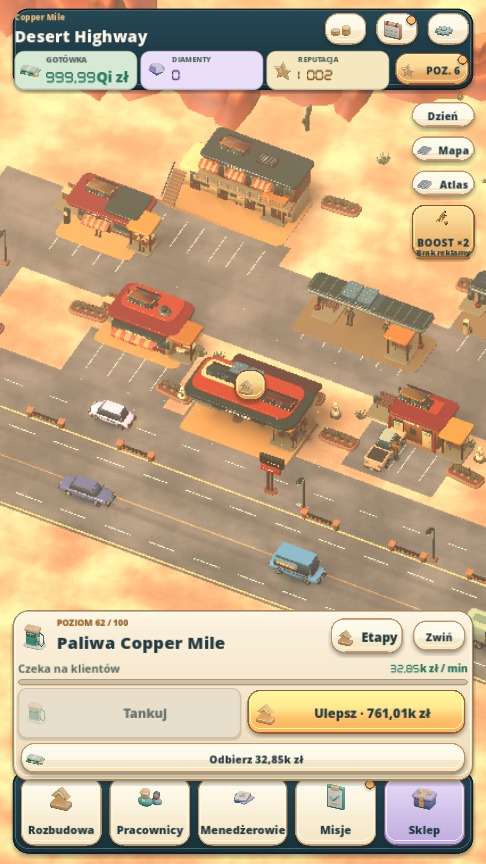 Copper Mile
Desert Highway
GOTÓWKA
999,99Qi zł
DIAMENTY
0
REPUTACJA
1 002
POZ. 6
Dzień
Mapa
Atlas
BOOST ×2
Brak reklamy
POZIOM 62 / 100
Paliwa Copper Mile
Etapy
Zwiń
Czeka na klientów
32,85k zł / min
Tankuj
Ulepsz · 761,01k zł
Odbierz 32,85k zł
Rozbudowa
Pracownicy
Menedżerowie
Misje
Sklep